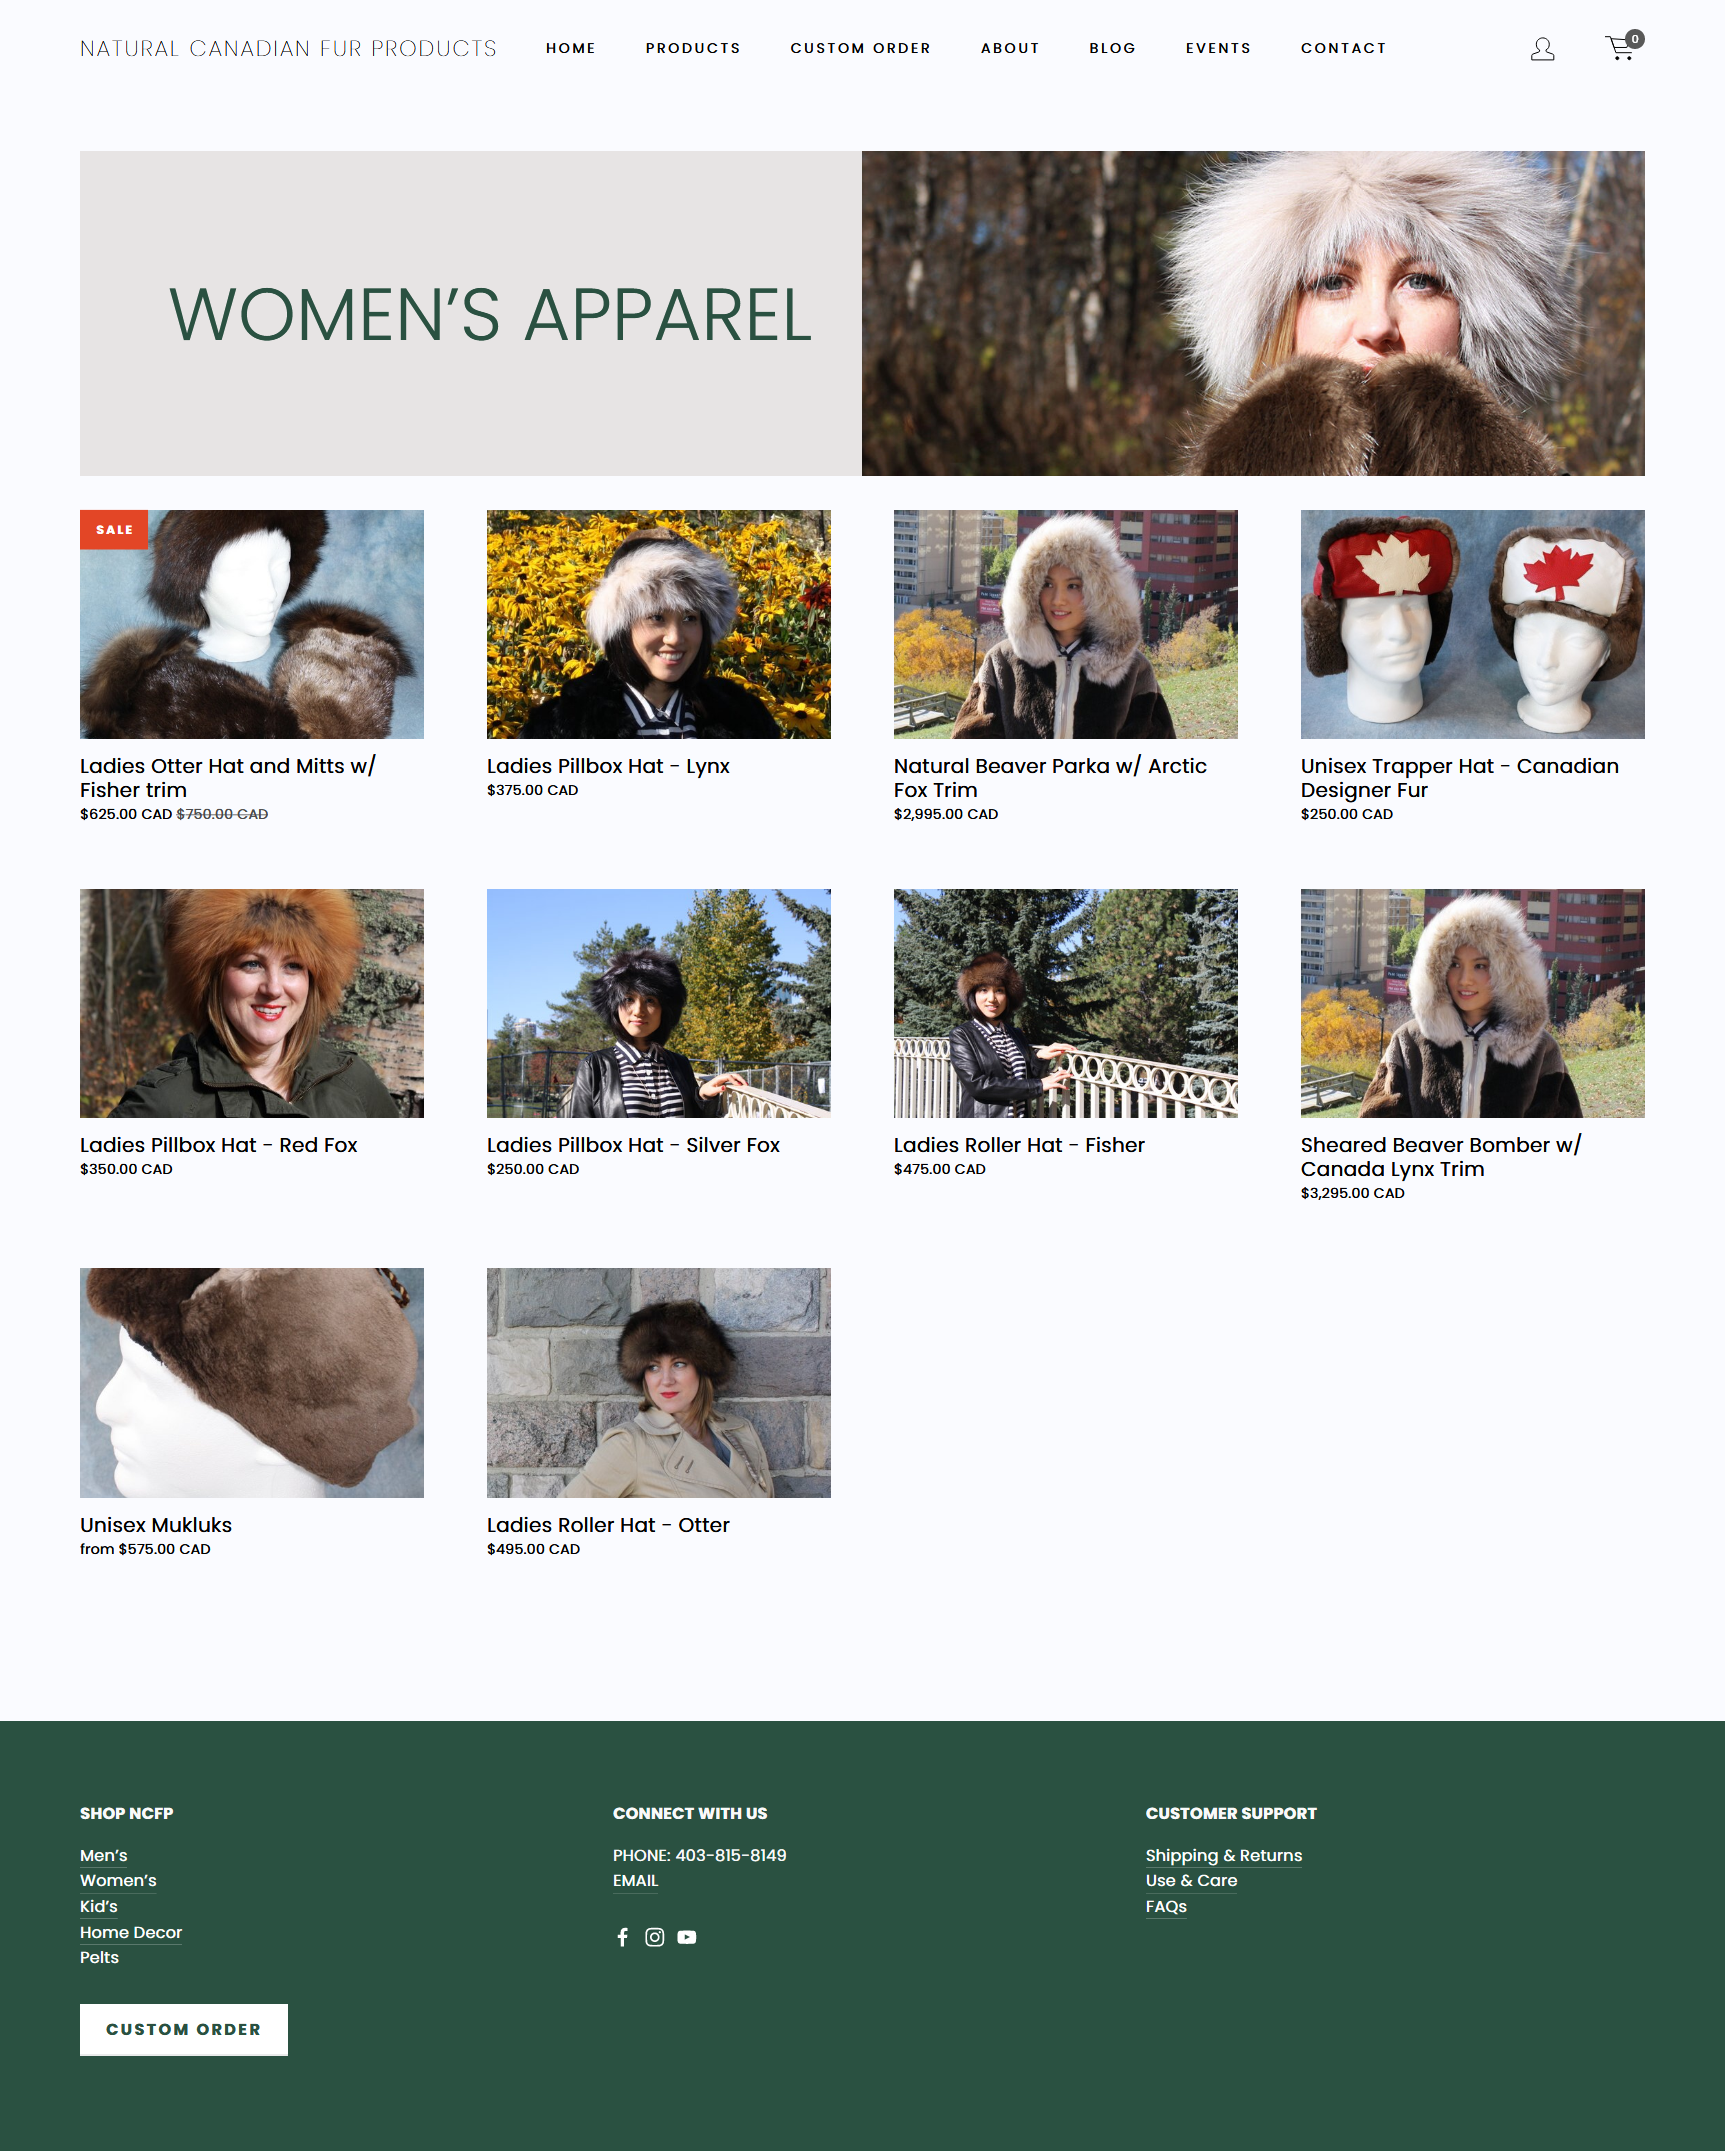 NATURAL CANADIAN FUR PRODUCTS
HOME
PRODUCTS
CUSTOM ORDER
ABOUT
BLOG
EVENTS
CONTACT
0
WOMEN’S APPAREL
SALE
Ladies Otter Hat and Mitts w/
Fisher trim
$625.00 CAD $750.00 CAD
Ladies Pillbox Hat - Lynx
$375.00 CAD
Natural Beaver Parka w/ Arctic
Fox Trim
$2,995.00 CAD
Unisex Trapper Hat - Canadian
Designer Fur
$250.00 CAD
Ladies Pillbox Hat - Red Fox
$350.00 CAD
Ladies Pillbox Hat - Silver Fox
$250.00 CAD
Ladies Roller Hat - Fisher
$475.00 CAD
Sheared Beaver Bomber w/
Canada Lynx Trim
$3,295.00 CAD
Unisex Mukluks
from $575.00 CAD
Ladies Roller Hat - Otter
$495.00 CAD
SHOP NCFP
Men’s
Women’s
Kid’s
Home Decor
Pelts
CUSTOM ORDER
CONNECT WITH US
PHONE: 403-815-8149
EMAIL
CUSTOMER SUPPORT
Shipping & Returns
Use & Care
FAQs